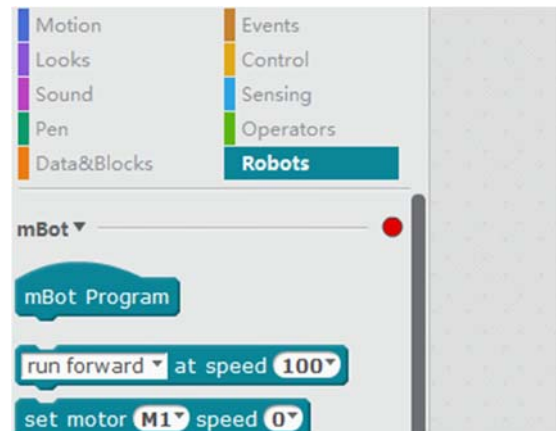 Motion Events
Looks Control
Sound Sensing
Pen Operators
Data&Blocks Robots
mBot
mBot Program
run forward at speed 100
set motor M1 speed 0